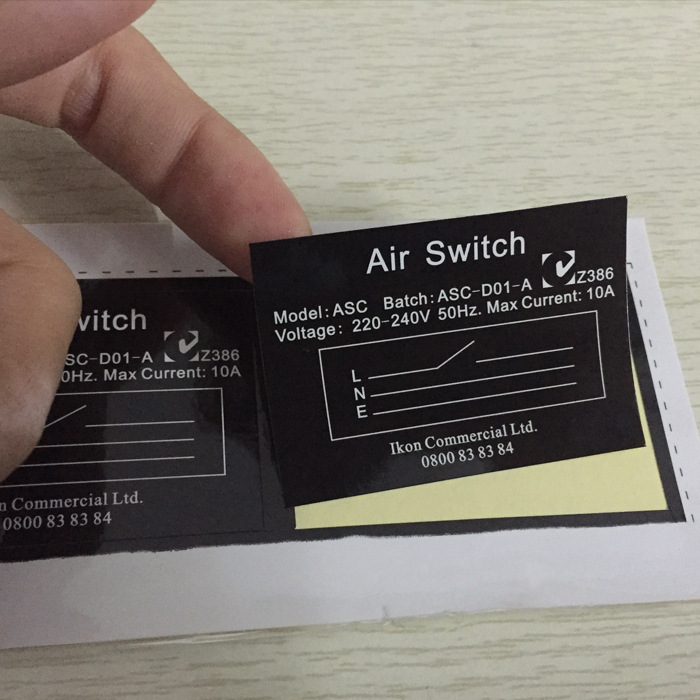 Air Switch
Model: ASC Batch: ASC-D01-A Z386
Voltage: 220-240V 50Hz. Max Current: 10A
L
N
E
Ikon Commercial Ltd.
0800 83 83 84
vitch
SC-D01-A Z386
0Hz. Max Current: 10A
n Commercial Ltd.
0800 83 83 84